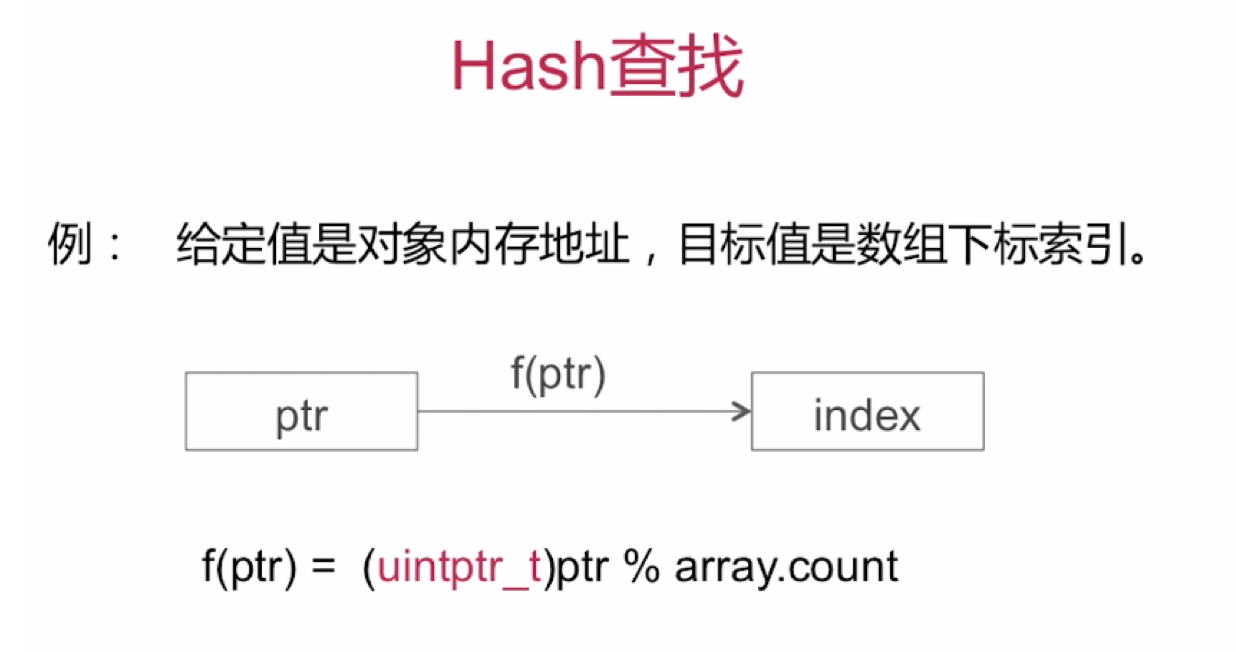 Hash查找
例： 给定值是对象内存地址，目标值是数组下标索引。
f(ptr)
ptr index
f(ptr) = (uintptr_t)ptr % array.count